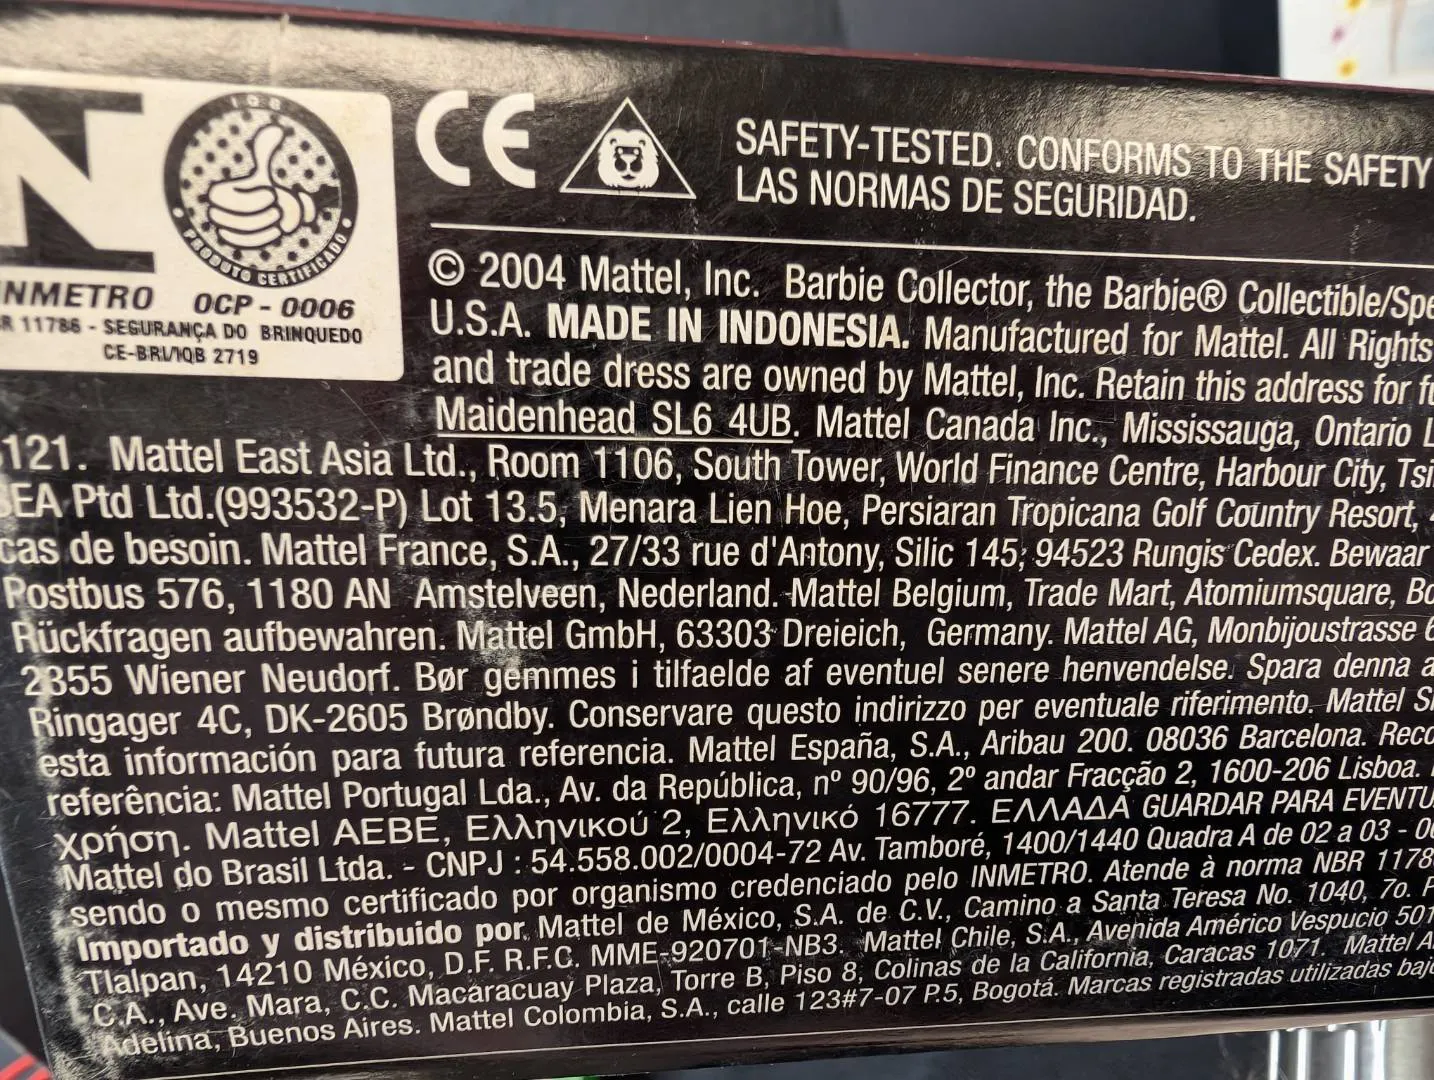 N
I Q B
PRODUTO CERTIFICADO
INMETRO OCP - 0006
11786 - SEGURANÇA DO BRINQUEDO
CE-BRI/IQB 2719
CE
SAFETY-TESTED. CONFORMS TO THE SAFETY
LAS NORMAS DE SEGURIDAD.
© 2004 Mattel, Inc. Barbie Collector, the Barbie® Collectible/Spe
U.S.A. MADE IN INDONESIA. Manufactured for Mattel. All Rights
and trade dress are owned by Mattel, Inc. Retain this address for fu
Maidenhead SL6 4UB. Mattel Canada Inc., Mississauga, Ontario L
121. Mattel East Asia Ltd., Room 1106, South Tower, World Finance Centre, Harbour City, Tsi
SEA Ptd Ltd.(993532-P) Lot 13.5, Menara Lien Hoe, Persiaran Tropicana Golf Country Resort,
cas de besoin. Mattel France, S.A., 27/33 rue d'Antony, Silic 145, 94523 Rungis Cedex. Bewaar
Postbus 576, 1180 AN Amstelveen, Nederland. Mattel Belgium, Trade Mart, Atomiumsquare, Bo
Rückfragen aufbewahren. Mattel GmbH, 63303 Dreieich, Germany. Mattel AG, Monbijoustrasse 6
2355 Wiener Neudorf. Bør gemmes i tilfaelde af eventuel senere henvendelse. Spara denna a
Ringager 4C, DK-2605 Brøndby. Conservare questo indirizzo per eventuale riferimento. Mattel S
esta información para futura referencia. Mattel España, S.A., Aribau 200. 08036 Barcelona. Reco
referência: Mattel Portugal Lda., Av. da República, nº 90/96, 2º andar Fracção 2, 1600-206 Lisboa.
χρήση. Mattel AEBE, Ελληνικού 2, Ελληνικό 16777. ΕΛΛΑΔΑ GUARDAR PARA EVENTU
Mattel do Brasil Ltda. - CNPJ : 54.558.002/0004-72 Av. Tamboré, 1400/1440 Quadra A de 02 a 03 - 0
sendo o mesmo certificado por organismo credenciado pelo INMETRO. Atende à norma NBR 1178
Importado y distribuido por Mattel de México, S.A. de C.V., Camino a Santa Teresa No. 1040, 7o. P
Tlalpan, 14210 México, D.F. R.F.C. MME-920701-NB3. Mattel Chile, S.A., Avenida Américo Vespucio 501
C.A., Ave. Mara, C.C. Macaracuay Plaza, Torre B, Piso 8, Colinas de la California, Caracas 1071. Mattel A
Adelina, Buenos Aires. Mattel Colombia, S.A., calle 123#7-07 P.5, Bogotá. Marcas registradas utilizadas bajo